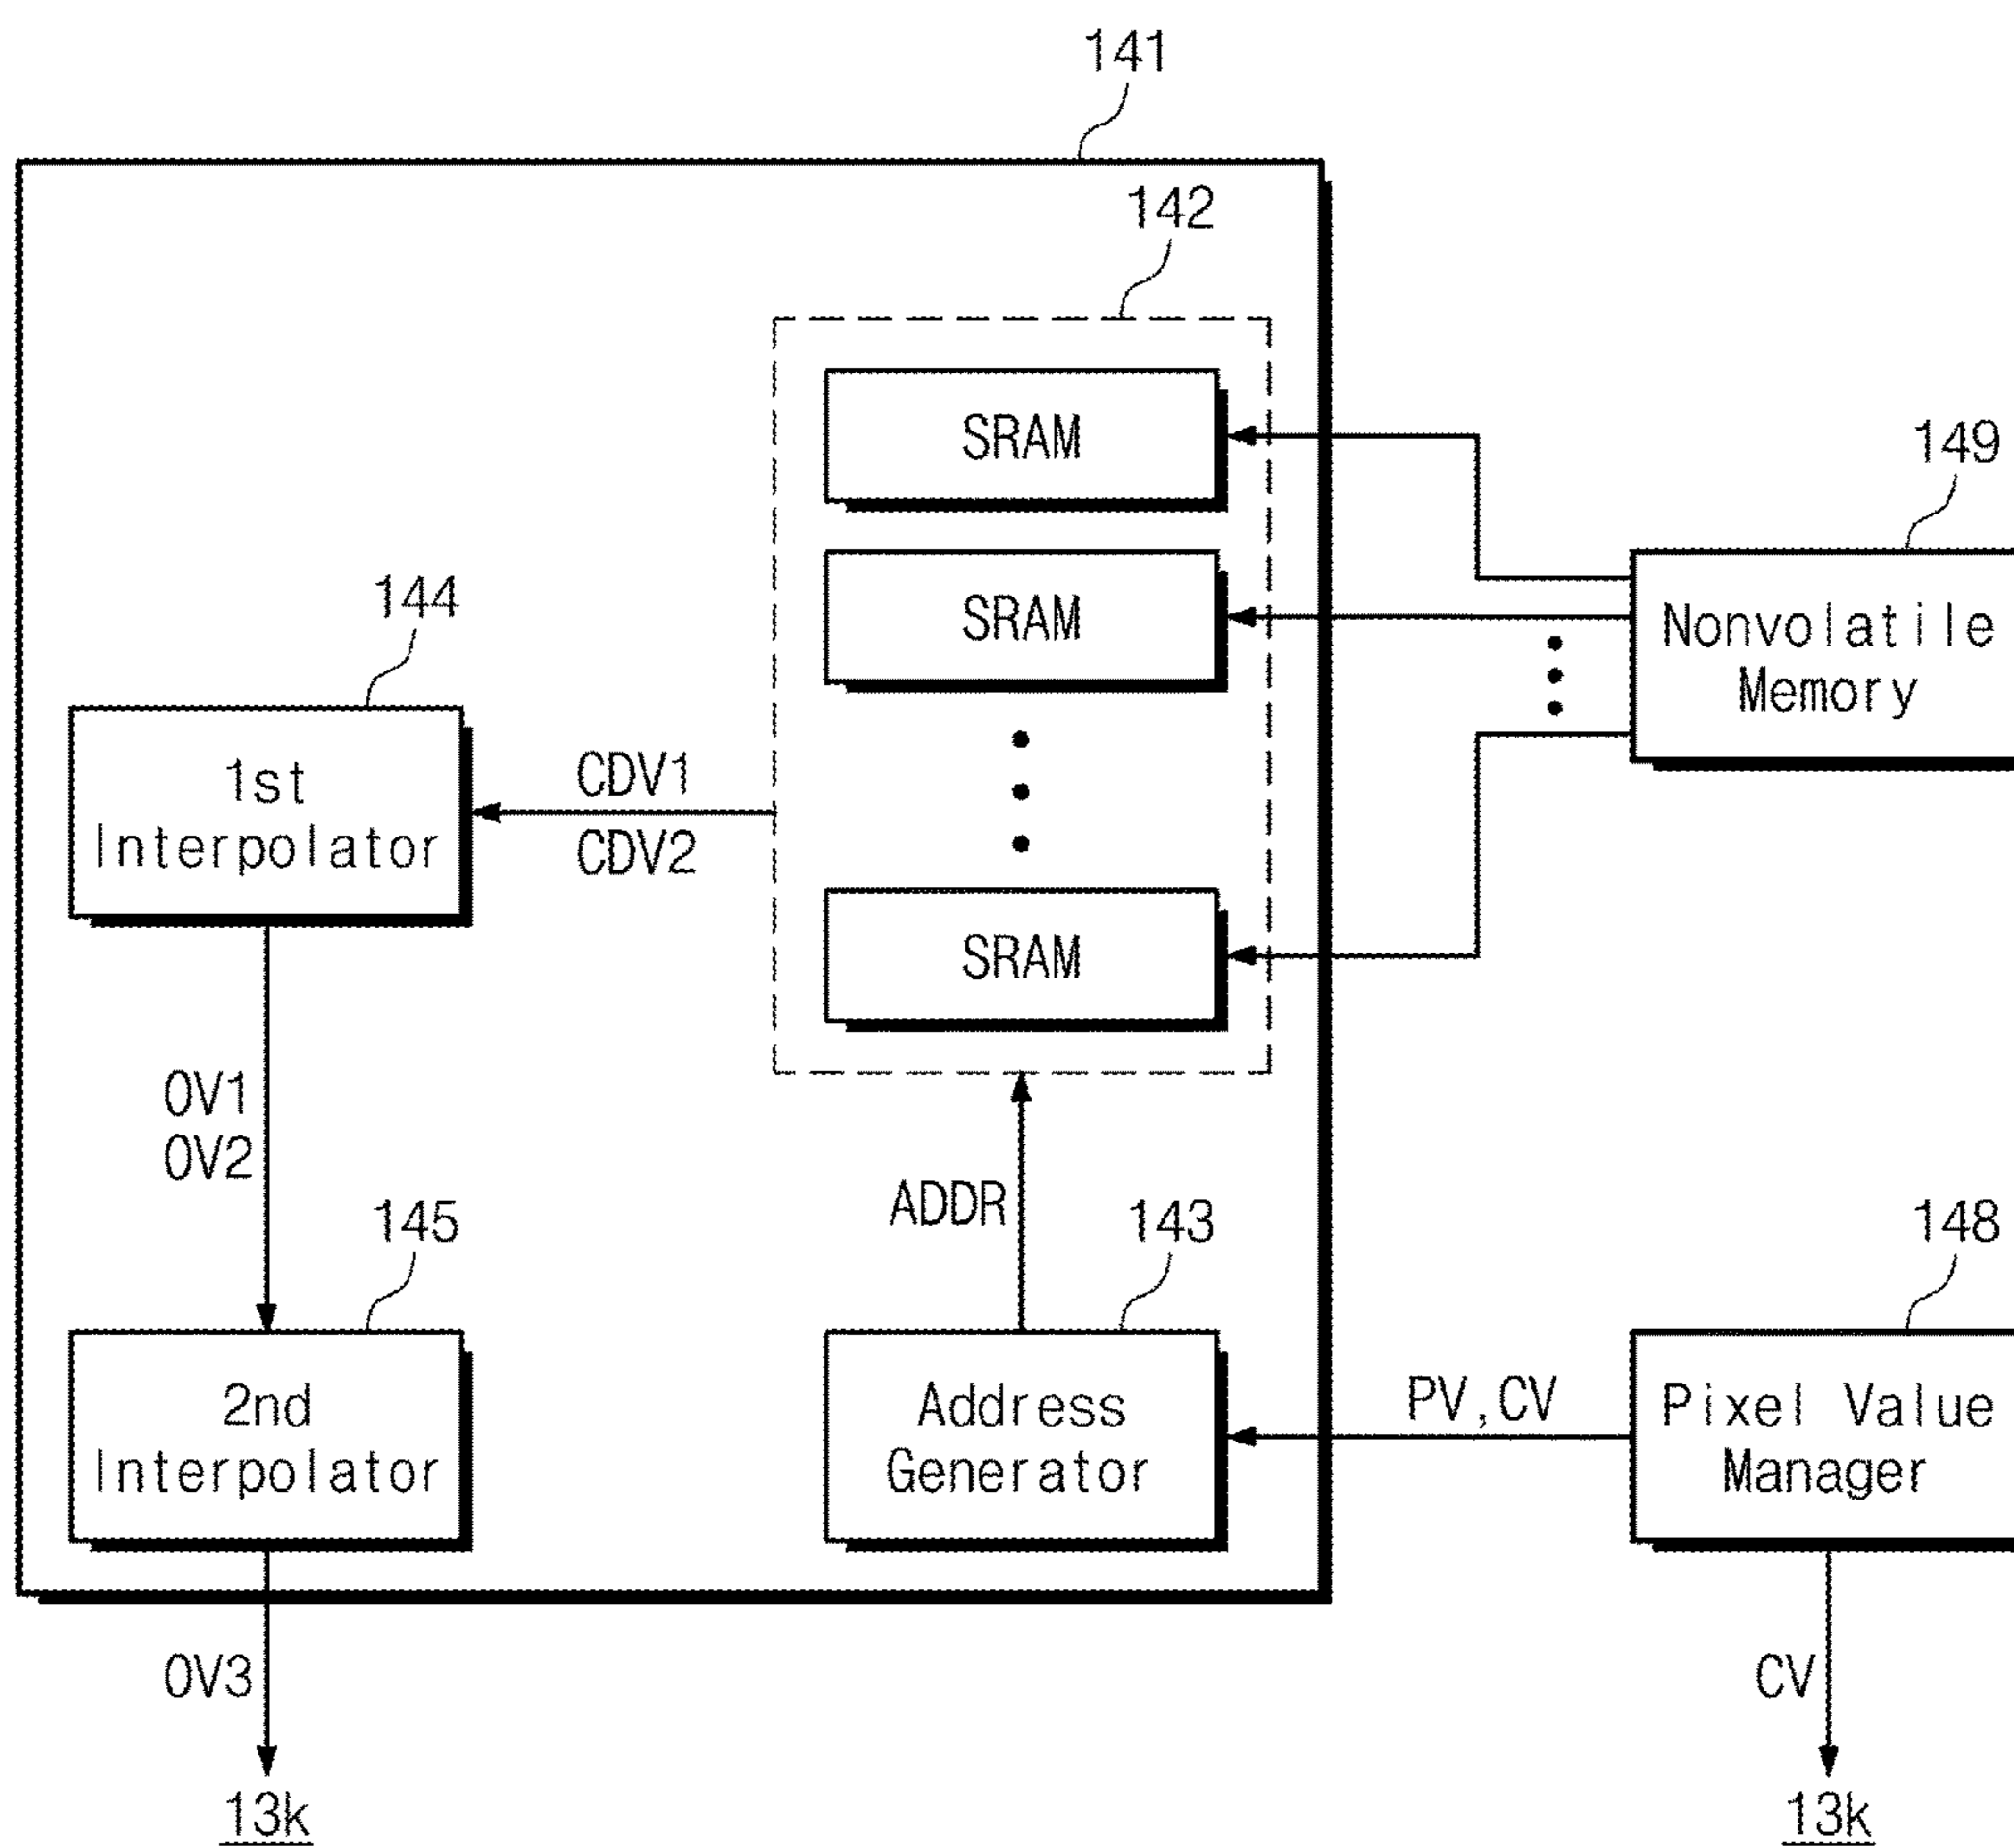 141
142
SRAM
149
SRAM
Nonvolatile
Memory
144
1st
Interpolator
CDV1
CDV2
SRAM
OV1
OV2
ADDR
145
143
148
2nd
Interpolator
Address
Generator
PV,CV
Pixel Value
Manager
OV3
CV
13k
13k